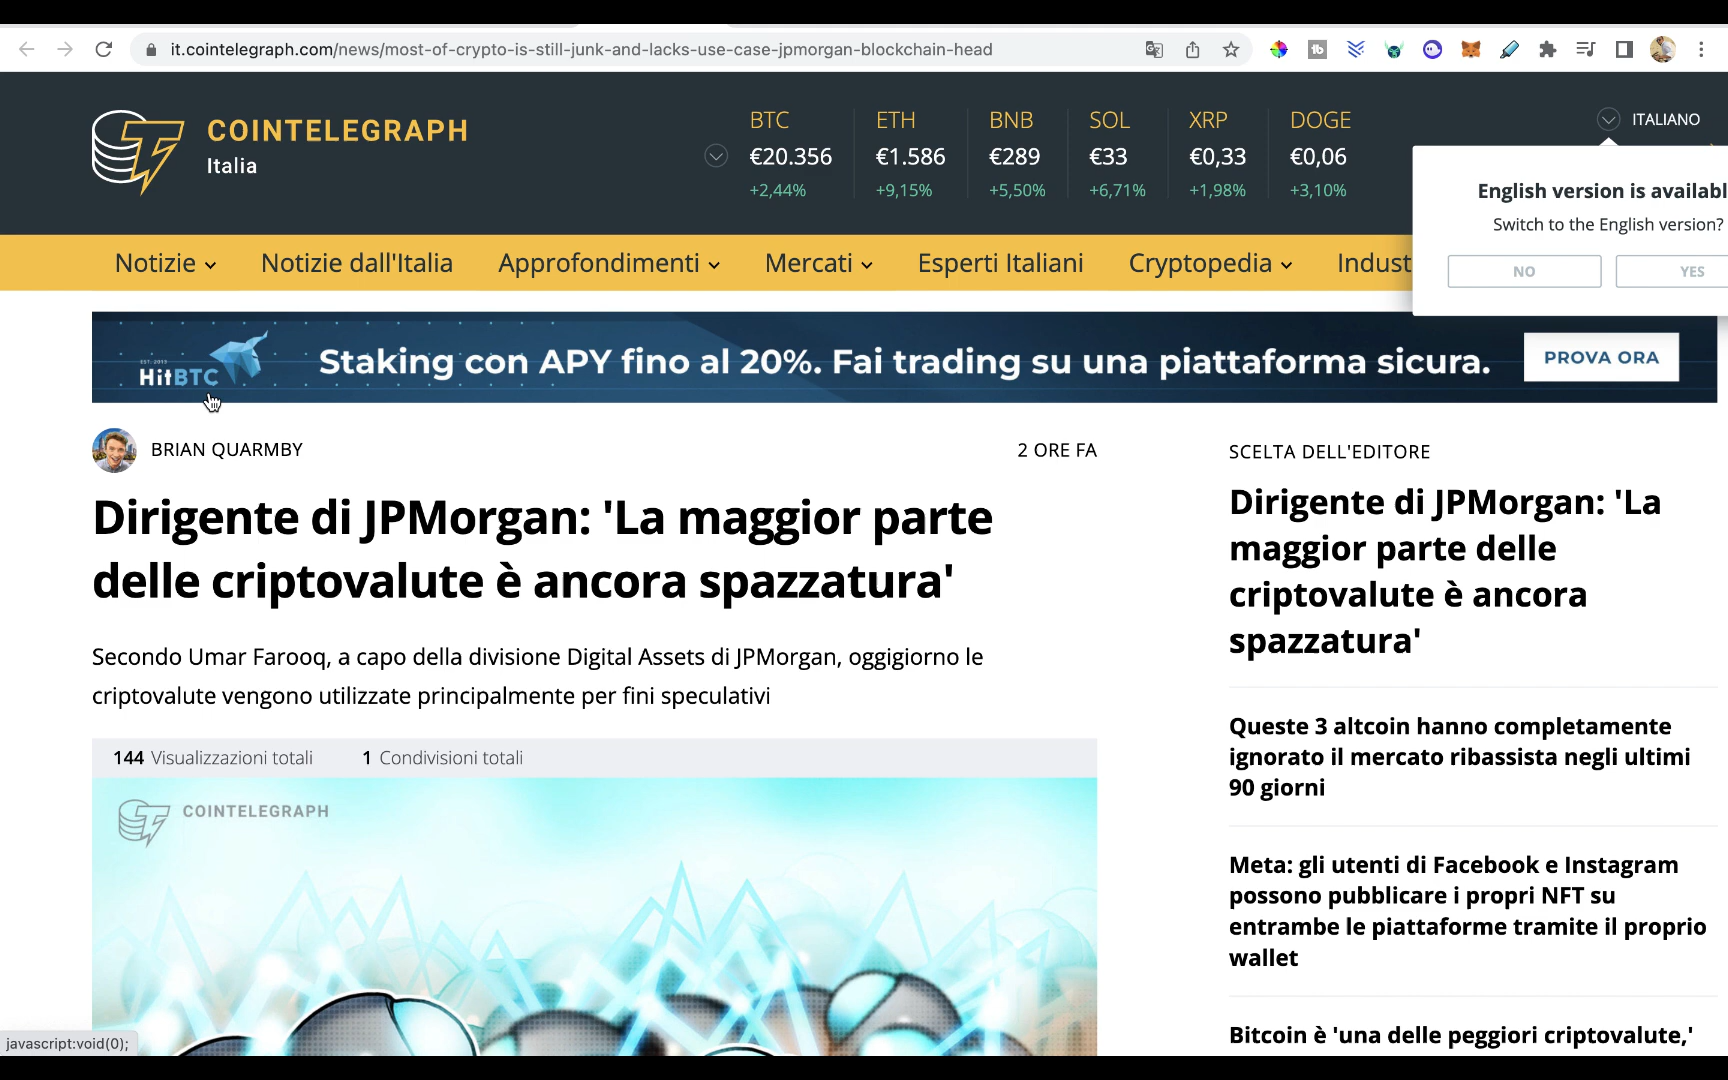 it.cointelegraph.com/news/most-of-crypto-is-still-junk-and-lacks-use-case-jpmorgan-blockchain-head
COINTELEGRAPH
Italia
BTC ETH BNB SOL XRP DOGE
€20.356 €1.586 €289 €33 €0,33 €0,06
+2,44% +9,15% +5,50% +6,71% +1,98% +3,10%
ITALIANO
English version is availabl
Switch to the English version?
NO YES
Notizie Notizie dall'Italia Approfondimenti Mercati Esperti Italiani Cryptopedia Indust
EST. 2013
HitBTC
Staking con APY fino al 20%. Fai trading su una piattaforma sicura.
PROVA ORA
BRIAN QUARMBY
2 ORE FA
Dirigente di JPMorgan: 'La maggior parte
delle criptovalute è ancora spazzatura'
Secondo Umar Farooq, a capo della divisione Digital Assets di JPMorgan, oggigiorno le
criptovalute vengono utilizzate principalmente per fini speculativi
144 Visualizzazioni totali 1 Condivisioni totali
COINTELEGRAPH
SCELTA DELL'EDITORE
Dirigente di JPMorgan: 'La
maggior parte delle
criptovalute è ancora
spazzatura'
Queste 3 altcoin hanno completamente
ignorato il mercato ribassista negli ultimi
90 giorni
Meta: gli utenti di Facebook e Instagram
possono pubblicare i propri NFT su
entrambe le piattaforme tramite il proprio
wallet
Bitcoin è 'una delle peggiori criptovalute,'
javascript:void(0);